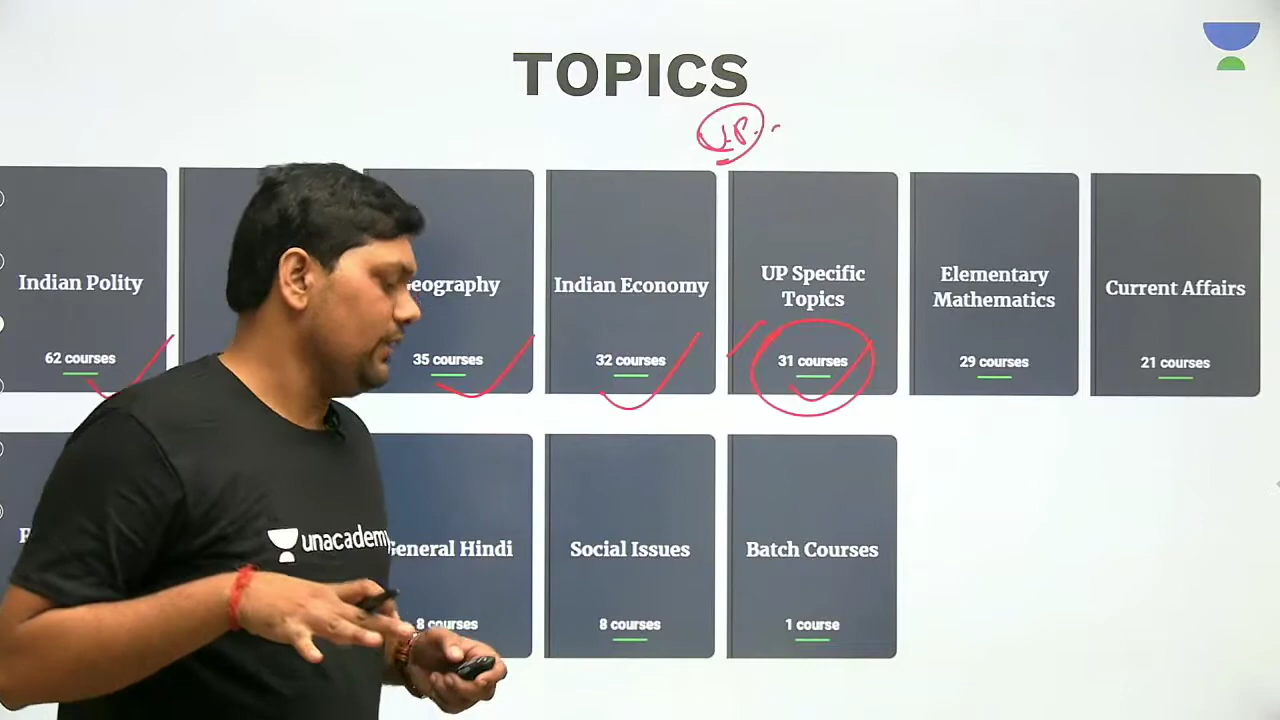 TOPICS
U.P.
Indian Polity
62 courses
eography
35 courses
Indian Economy
32 courses
UP Specific
Topics
31 courses
Elementary
Mathematics
29 courses
Current Affairs
21 courses
unacademy
General Hindi
8 courses
Social Issues
8 courses
Batch Courses
1 course